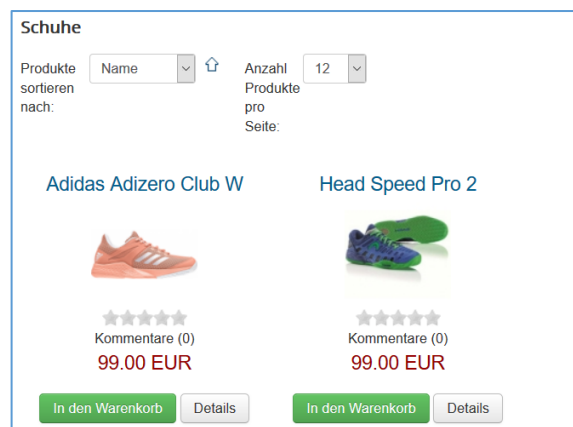 Schuhe
Produkte sortieren nach:
Name
Anzahl Produkte pro Seite:
12
Adidas Adizero Club W
Head Speed Pro 2
Kommentare (0)
Kommentare (0)
99.00 EUR
99.00 EUR
In den Warenkorb
Details
In den Warenkorb
Details